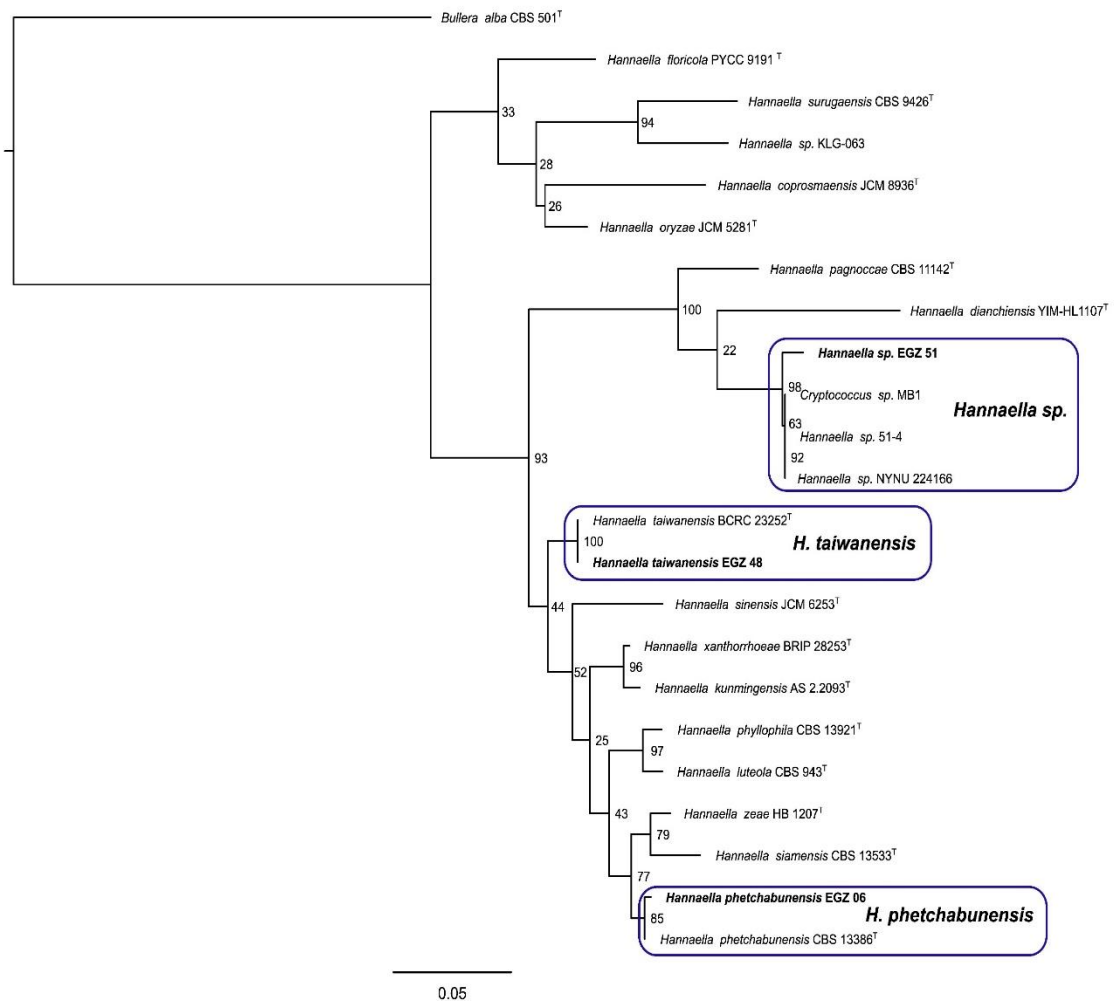 Bullera alba CBS 501T
Hannaella floricola PYCC 9191 T
Hannaella surugaensis CBS 9426T
33
94
Hannaella sp. KLG-063
28
Hannaella coprosmaensis JCM 8936T
26
Hannaella oryzae JCM 5281T
Hannaella pagnoccae CBS 11142T
100
Hannaella dianchiensis YIM-HL1107T
22
Hannaella sp. EGZ 51
98
Cryptococcus sp. MB1
Hannaella sp.
63
Hannaella sp. 51-4
92
93
Hannaella sp. NYNU 224166
Hannaella taiwanensis BCRC 23252T
100
H. taiwanensis
Hannaella taiwanensis EGZ 48
44
Hannaella sinensis JCM 6253T
Hannaella xanthorrhoeae BRIP 28253T
52
96
Hannaella kunmingensis AS 2.2093T
Hannaella phyllophila CBS 13921T
25
97
Hannaella luteola CBS 943T
43
Hannaella zeae HB 1207T
79
Hannaella siamensis CBS 13533T
77
Hannaella phetchabunensis EGZ 06
85
H. phetchabunensis
Hannaella phetchabunensis CBS 13386T
0.05